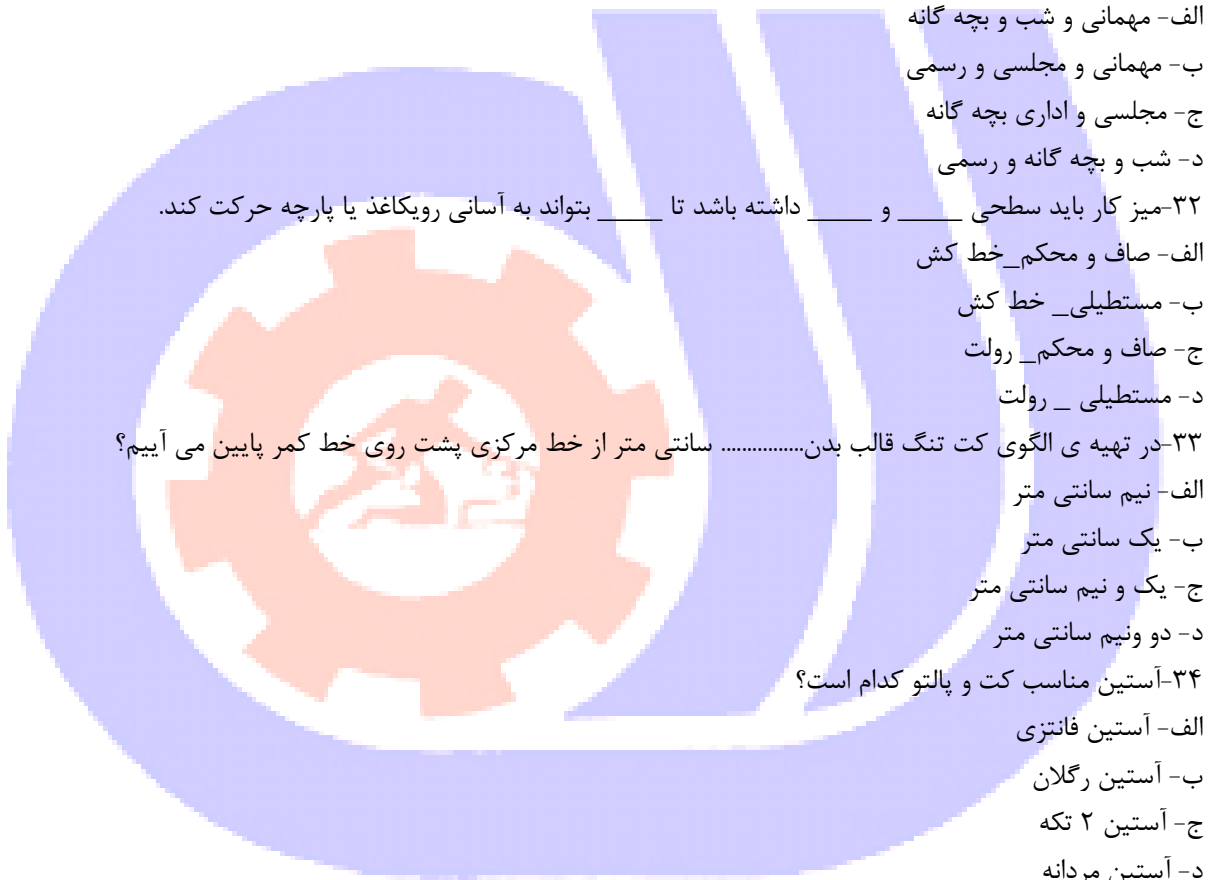 الف- مهمانی و شب و بچه گانه
ب- مهمانی و مجلسی و رسمی
ج- مجلسی و اداری بچه گانه
د- شب و بچه گانه و رسمی
۳۲-میز کار باید سطحی _____ و _____ داشته باشد تا _____ بتواند به آسانی رویکاغذ یا پارچه حرکت کند.
الف- صاف و محکم_خط کش
ب- مستطیلی_ خط کش
ج- صاف و محکم_ رولت
د- مستطیلی _ رولت
۳۳-در تهیه ی الگوی کت تنگ قالب بدن................ سانتی متر از خط مرکزی پشت روی خط کمر پایین می آییم؟
الف- نیم سانتی متر
ب- یک سانتی متر
ج- یک و نیم سانتی متر
د- دو ونیم سانتی متر
۳۴-آستین مناسب کت و پالتو کدام است؟
الف- آستین فانتزی
ب- آستین رگلان
ج- آستین ۲ تکه
د- آستین مردانه